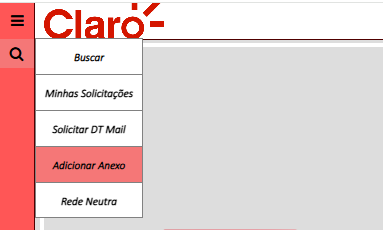 Claro
Buscar
Minhas Solicitações
Solicitar DT Mail
Adicionar Anexo
Rede Neutra